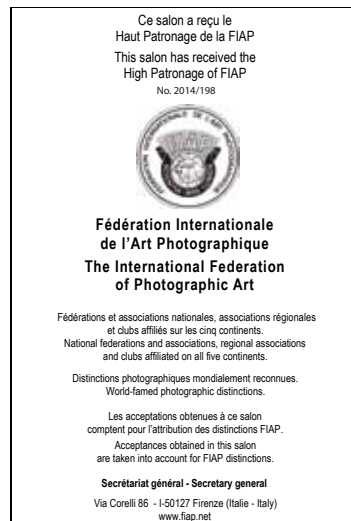 Ce salon a reçu le
Haut Patronage de la FIAP
This salon has received the
High Patronage of FIAP
No. 2014/198
FEDERATION INTERNATIONALE DE L'ART PHOTOGRAPHIQUE
Fédération Internationale
de l'Art Photographique
The International Federation
of Photographic Art
Fédérations et associations nationales, associations régionales
et clubs affiliés sur les cinq continents.
National federations and associations, regional associations
and clubs affiliated on all five continents.
Distinctions photographiques mondialement reconnues.
World-famed photographic distinctions.
Les acceptations obtenues à ce salon
comptent pour l'attribution des distinctions FIAP.
Acceptances obtained in this salon
are taken into account for FIAP distinctions.
Secrétariat général - Secretary general
Via Corelli 86 - I-50127 Firenze (Italie - Italy)
www.fiap.net